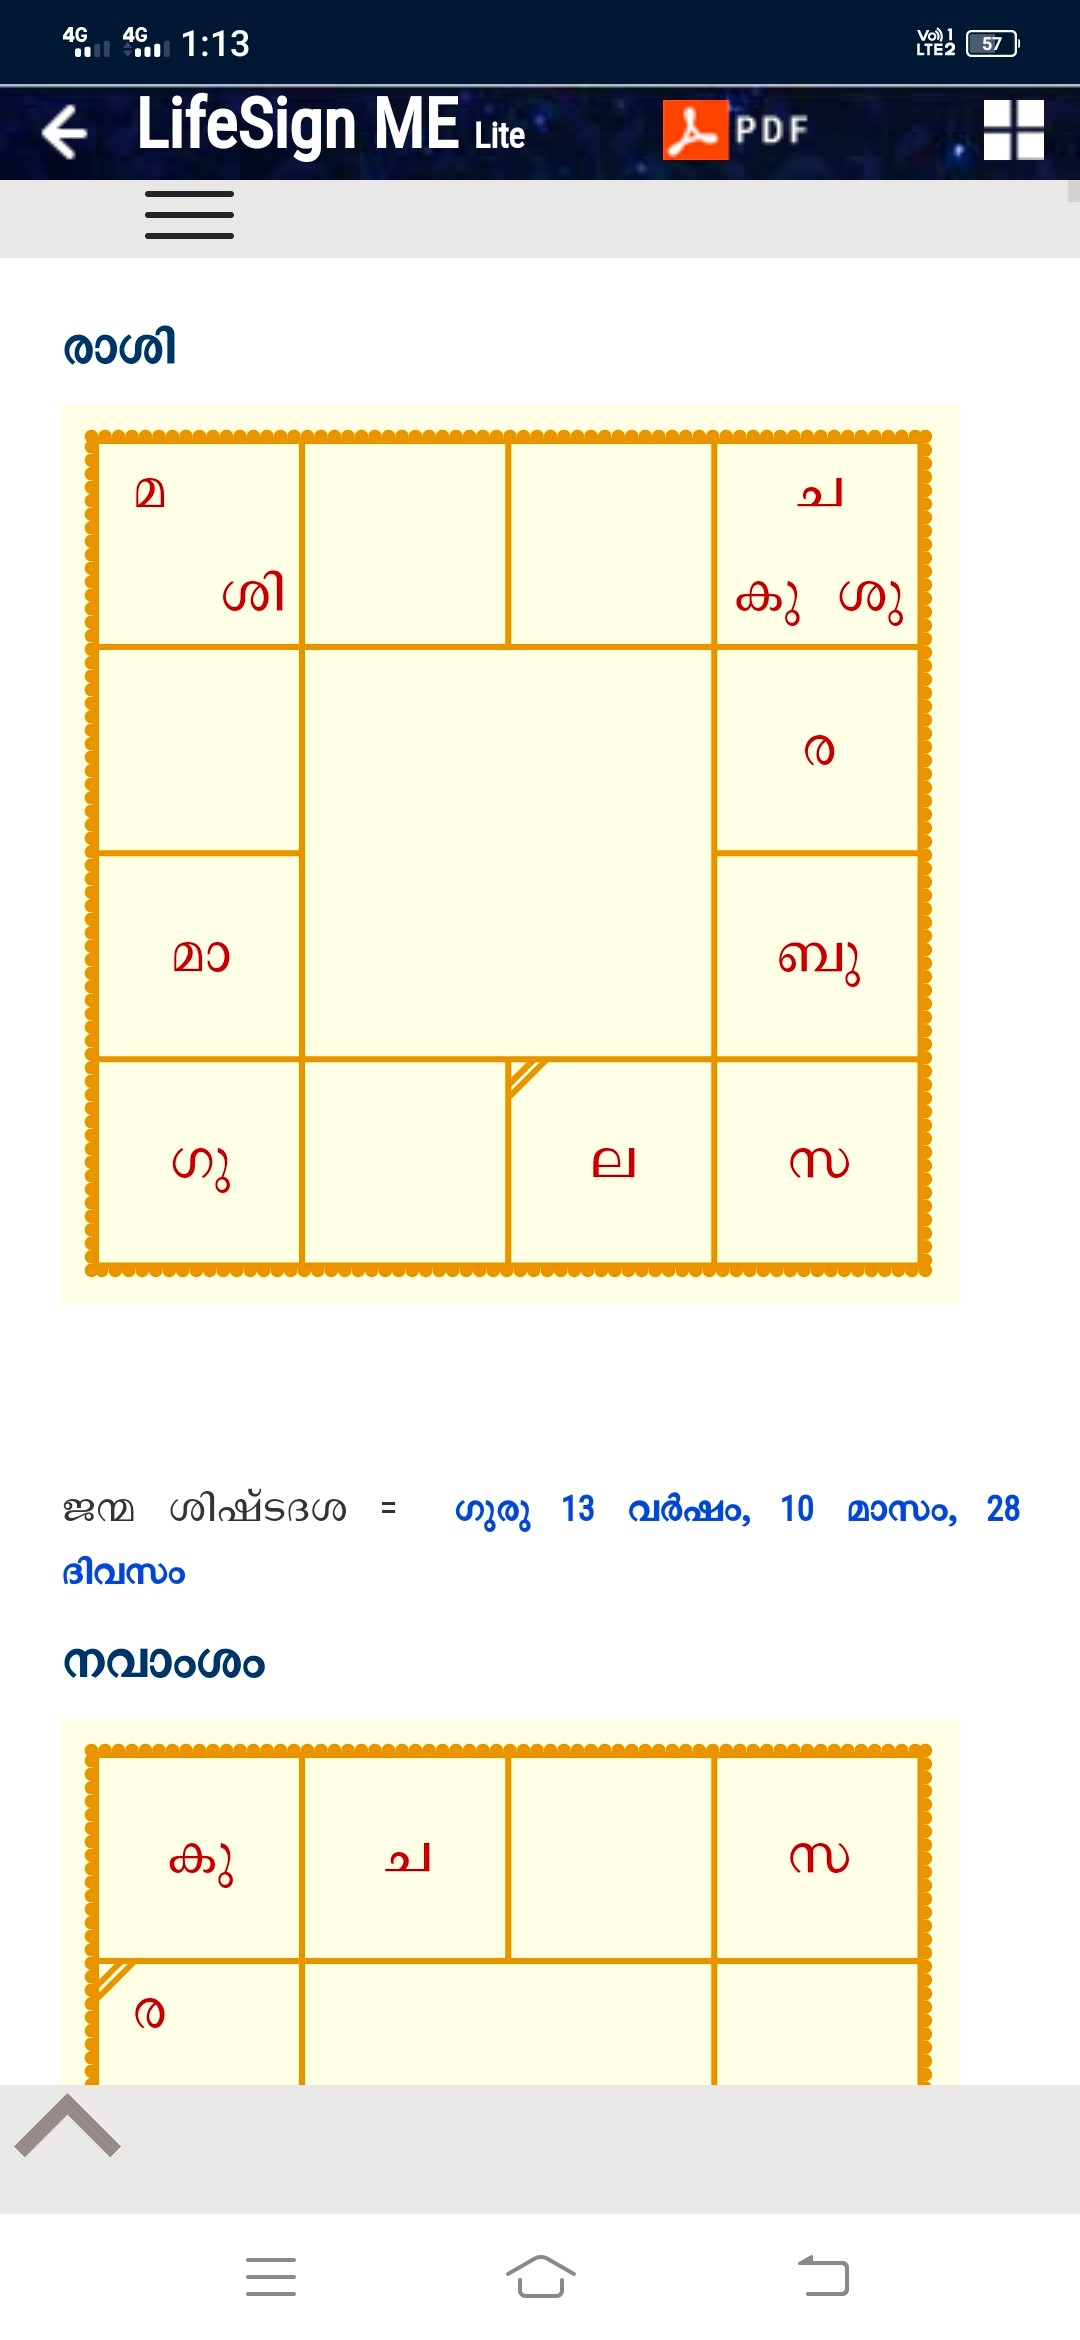 4G 4G 1:13 Vo)) 1 LTE2 57
LifeSign ME Lite PDF
രാശി
മ ച
ശി കു ശു
ര
മാ ബു
ഗു ല സ
ജന്മ ശിഷ്ടദശ = ഗുരു 13 വർഷം, 10 മാസം, 28
ദിവസം
നവാംശം
കു ച സ
ര